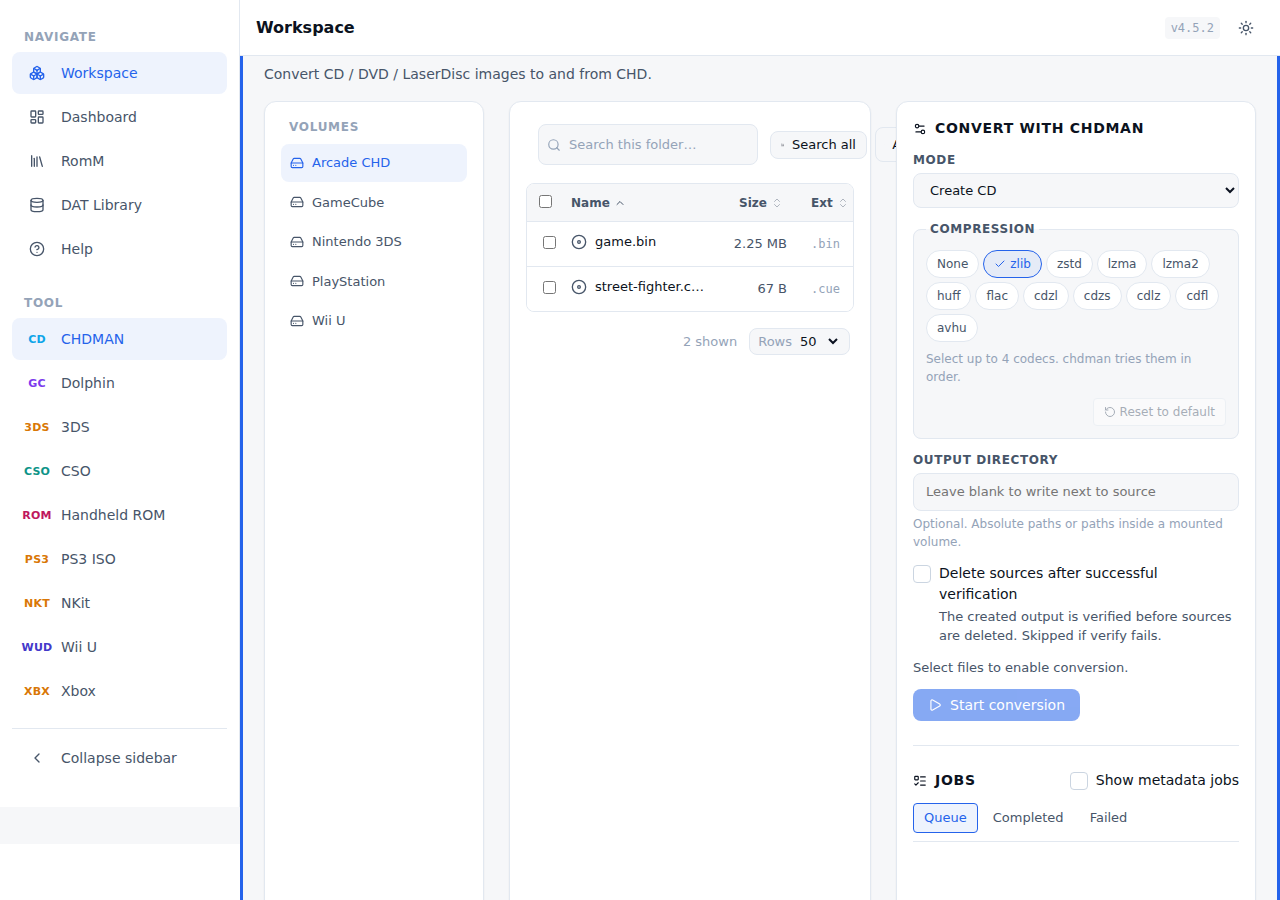 NAVIGATE
Workspace
Dashboard
RomM
DAT Library
Help
TOOL
CD CHDMAN
GC Dolphin
3DS 3DS
CSO CSO
ROM Handheld ROM
PS3 PS3 ISO
NKT NKit
WUD Wii U
XBX Xbox
Collapse sidebar
Workspace
v4.5.2
Convert CD / DVD / LaserDisc images to and from CHD.
VOLUMES
Arcade CHD
GameCube
Nintendo 3DS
PlayStation
Wii U
Search this folder…
Search all
Name Size Ext
game.bin 2.25 MB .bin
street-fighter.c… 67 B .cue
2 shown Rows 50
CONVERT WITH CHDMAN
MODE
Create CD
COMPRESSION
None zlib zstd lzma lzma2
huff flac cdzl cdzs cdlz cdfl
avhu
Select up to 4 codecs. chdman tries them in
order.
Reset to default
OUTPUT DIRECTORY
Leave blank to write next to source
Optional. Absolute paths or paths inside a mounted
volume.
Delete sources after successful
verification
The created output is verified before sources
are deleted. Skipped if verify fails.
Select files to enable conversion.
Start conversion
JOBS
Show metadata jobs
Queue Completed Failed